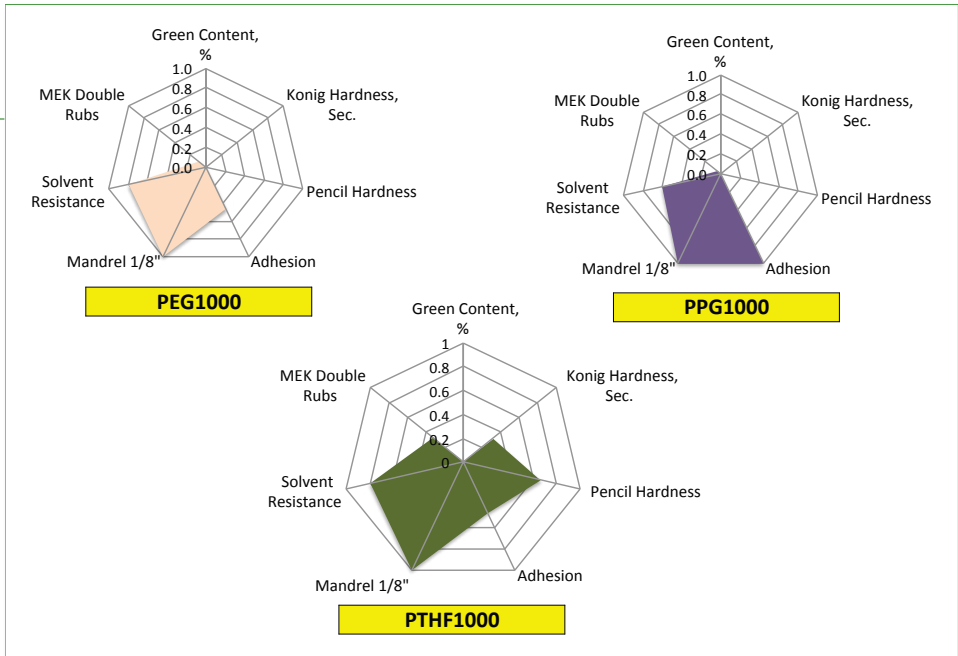 Green Content,
%
1.0
0.8
0.6
0.4
0.2
0.0
Konig Hardness,
Sec.
Pencil Hardness
Adhesion
Mandrel 1/8"
Solvent
Resistance
MEK Double
Rubs
PEG1000
Green Content,
%
1.0
0.8
0.6
0.4
0.2
0.0
Konig Hardness,
Sec.
Pencil Hardness
Adhesion
Mandrel 1/8"
Solvent
Resistance
MEK Double
Rubs
PPG1000
Green Content,
%
1
0.8
0.6
0.4
0.2
0
Konig Hardness,
Sec.
Pencil Hardness
Adhesion
Mandrel 1/8"
Solvent
Resistance
MEK Double
Rubs
PTHF1000